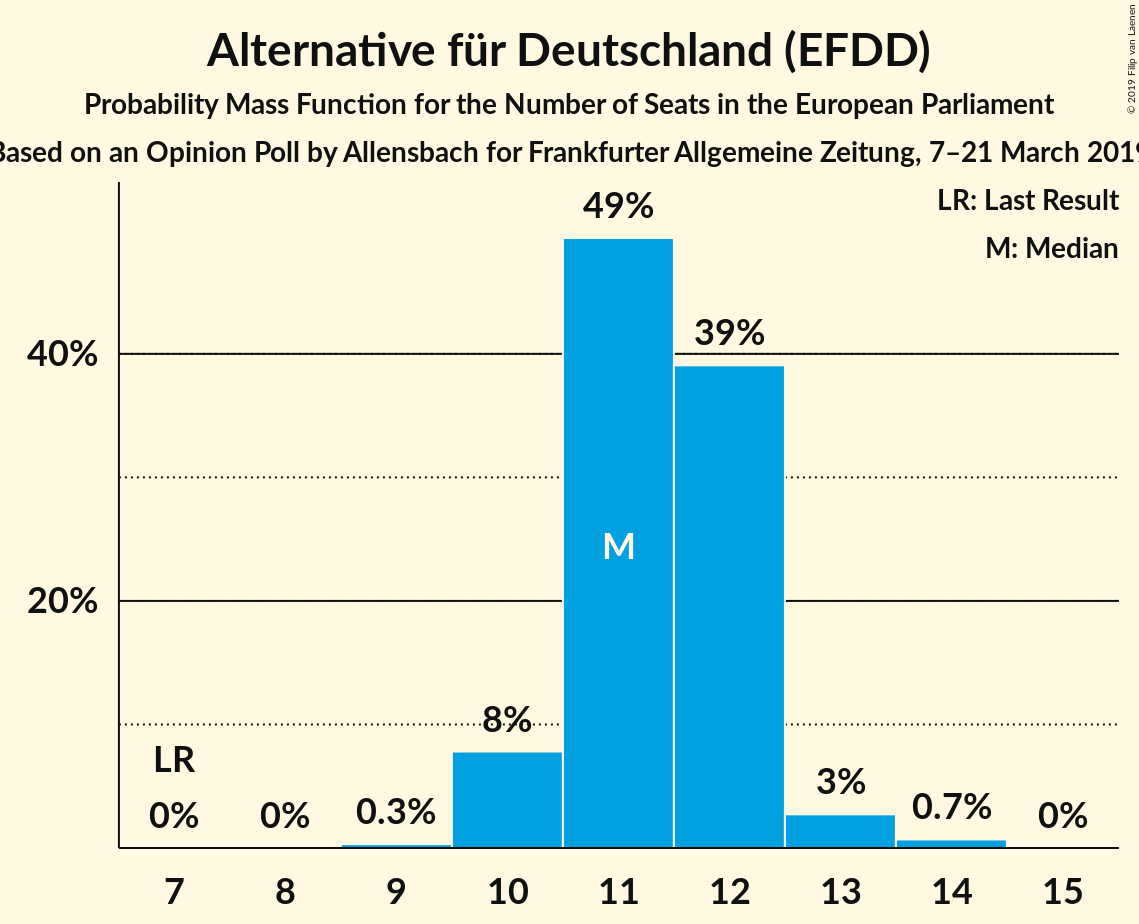 Alternative für Deutschland (EFDD)
Probability Mass Function for the Number of Seats in the European Parliament
Based on an Opinion Poll by Allensbach for Frankfurter Allgemeine Zeitung, 7–21 March 2019
© 2019 Filip van Laenen
LR: Last Result
M: Median
49%
39%
40%
M
20%
8%
LR
3%
0% 0% 0.3% 0.7% 0%
7 8 9 10 11 12 13 14 15